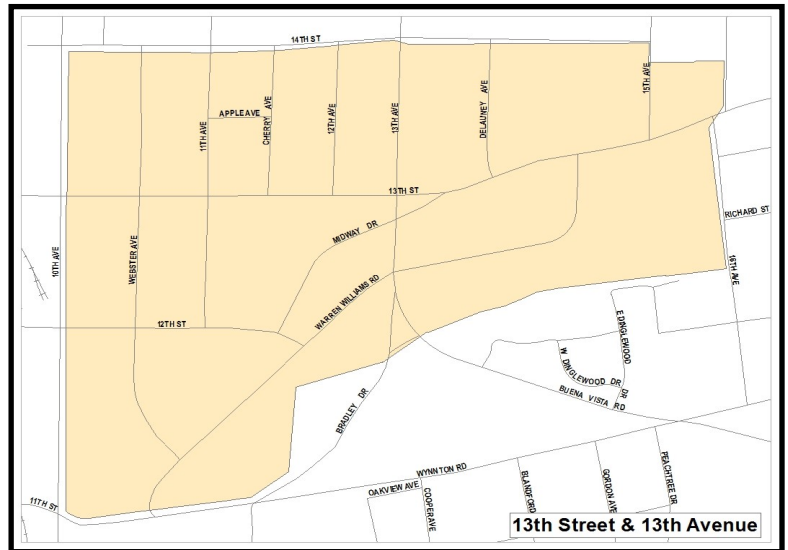 14TH ST
15TH AVE
DELAUNEY AVE
13TH AVE
12TH AVE
CHERRY AVE
APPLE AVE
11TH AVE
13TH ST
RICHARD ST
MIDWAY DR
WEBSTER AVE
10TH AVE
16TH AVE
WARREN WILLIAMS RD
12TH ST
E DINGLEWOOD DR
W DINGLEWOOD DR
BUENA VISTA RD
BRADLEY DR
WYNNTON RD
11TH ST
OAKVIEW AVE
COOPER AVE
BLANDFORD
GORDON AVE
PEACHTREE DR
13th Street & 13th Avenue